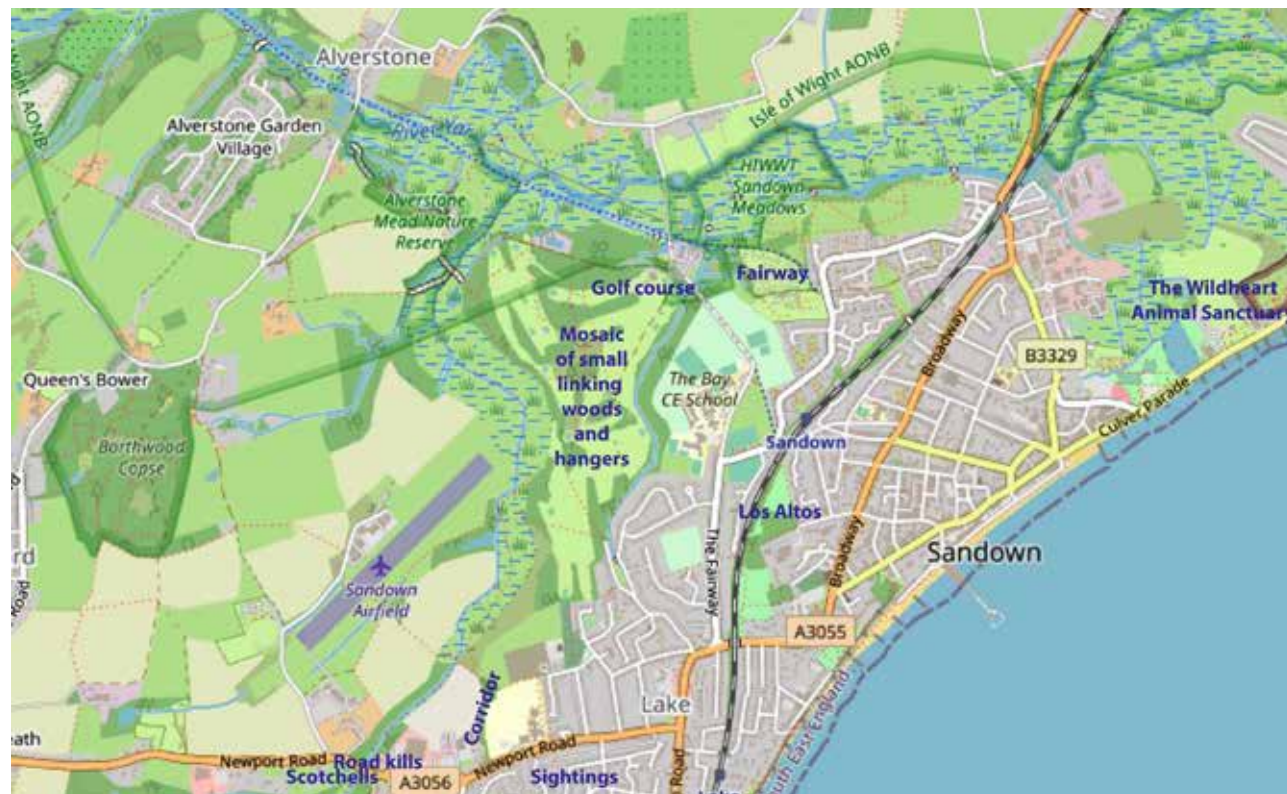 Alverstone
Wight AONB
Isle of Wight AONB
Alverstone Garden
Village
River Yar
HIWWT
Sandown
Meadows
Alverstone
Mead Nature
Reserve
Golf course
Fairway
The Wildheart
Animal Sanctuary
Mosaic
of small
linking
woods
and
hangers
Broadway
B3329
Queen's Bower
The Bay
CE School
Culver Parade
Borthwood
Copse
Sandown
Los Altos
The Fairway
Broadway
Sandown
Road
Sandown
Airfield
A3055
Corridor
Lake
South East England
Newport Road
Road kills
Scotchells
A3056
Newport Road
Sightings
Road